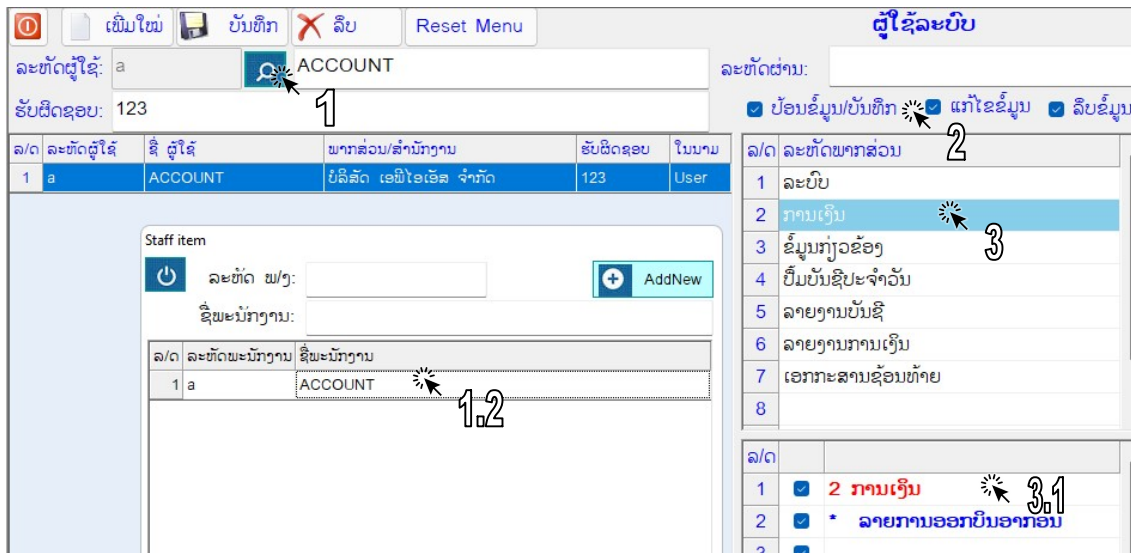 ເພີ່ມໃໝ່ ບັນທຶກ ລຶບ Reset Menu ຜູ້ໃຊ້ລະບົບ
ລະຫັດຜູ້ໃຊ້: a ACCOUNT ລະຫັດຜ່ານ:
1
ຮັບຜິດຊອບ: 123 ປ້ອນຂໍ້ມູນ/ບັນທຶກ ແກ້ໄຂຂໍ້ມູນ ລຶບຂໍ້ມູນ
2
ລ/ດ ລະຫັດຜູ້ໃຊ້ ຊື່ ຜູ້ໃຊ້ ພາກສ່ວນ/ສຳນັກງານ ຮັບຜິດຊອບ ໃນນາມ
1 a ACCOUNT ບໍລິສັດ ເອພີໄອເອັສ ຈຳກັດ 123 User
ລ/ດ ລະຫັດພາກສ່ວນ
1 ລະບົບ
2 ການເງິນ
3
3 ຂໍ້ມູນກ່ຽວຂ້ອງ
4 ປຶ້ມບັນຊີປະຈຳວັນ
5 ລາຍງານບັນຊີ
6 ລາຍງານການເງິນ
7 ເອກກະສານຊ້ອນທ້າຍ
8
Staff item
ລະຫັດ ພ/ງ: AddNew
ຊື່ພະນັກງານ:
ລ/ດ ລະຫັດພະນັກງານ ຊື່ພະນັກງານ
1 a ACCOUNT
1.2
ລ/ດ
1 2 ການເງິນ
3.1
2 * ລາຍການອອກບິນອາກອນ
3